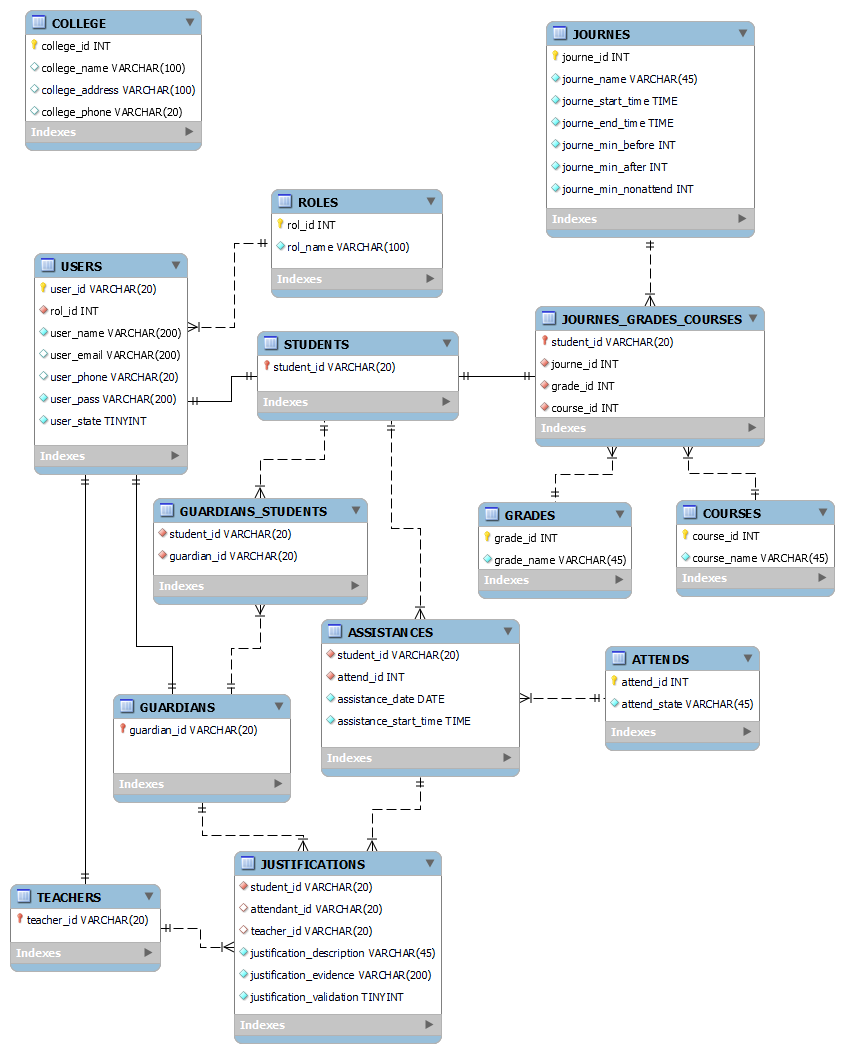 COLLEGE
college_id INT
college_name VARCHAR(100)
college_address VARCHAR(100)
college_phone VARCHAR(20)
Indexes
JOURNES
journe_id INT
journe_name VARCHAR(45)
journe_start_time TIME
journe_end_time TIME
journe_min_before INT
journe_min_after INT
journe_min_nonattend INT
Indexes
ROLES
rol_id INT
rol_name VARCHAR(100)
Indexes
USERS
user_id VARCHAR(20)
rol_id INT
user_name VARCHAR(200)
user_email VARCHAR(200)
user_phone VARCHAR(20)
user_pass VARCHAR(200)
user_state TINYINT
Indexes
STUDENTS
student_id VARCHAR(20)
Indexes
JOURNES_GRADES_COURSES
student_id VARCHAR(20)
journe_id INT
grade_id INT
course_id INT
Indexes
GUARDIANS_STUDENTS
student_id VARCHAR(20)
guardian_id VARCHAR(20)
Indexes
GRADES
grade_id INT
grade_name VARCHAR(45)
Indexes
COURSES
course_id INT
course_name VARCHAR(45)
Indexes
ASSISTANCES
student_id VARCHAR(20)
attend_id INT
assistance_date DATE
assistance_start_time TIME
Indexes
ATTENDS
attend_id INT
attend_state VARCHAR(45)
Indexes
GUARDIANS
guardian_id VARCHAR(20)
Indexes
JUSTIFICATIONS
student_id VARCHAR(20)
attendant_id VARCHAR(20)
teacher_id VARCHAR(20)
justification_description VARCHAR(45)
justification_evidence VARCHAR(200)
justification_validation TINYINT
Indexes
TEACHERS
teacher_id VARCHAR(20)
Indexes